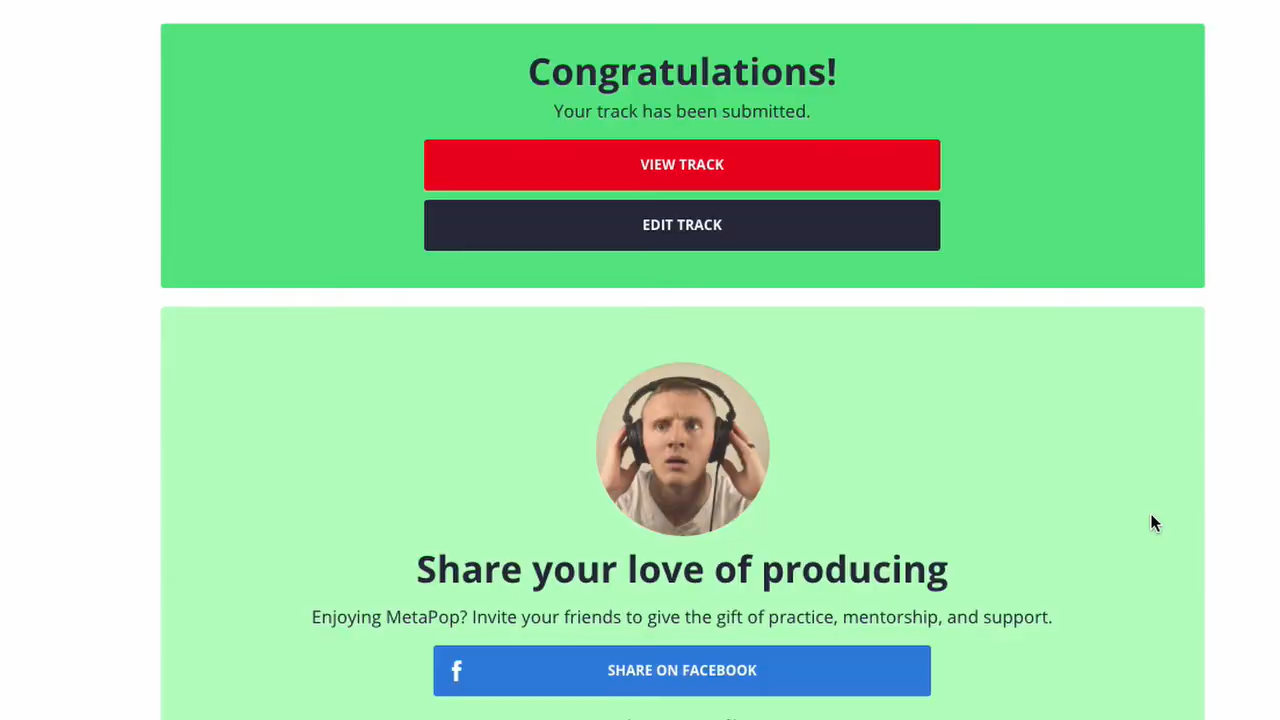 Congratulations!
Your track has been submitted.
VIEW TRACK
EDIT TRACK
Share your love of producing
Enjoying MetaPop? Invite your friends to give the gift of practice, mentorship, and support.
SHARE ON FACEBOOK